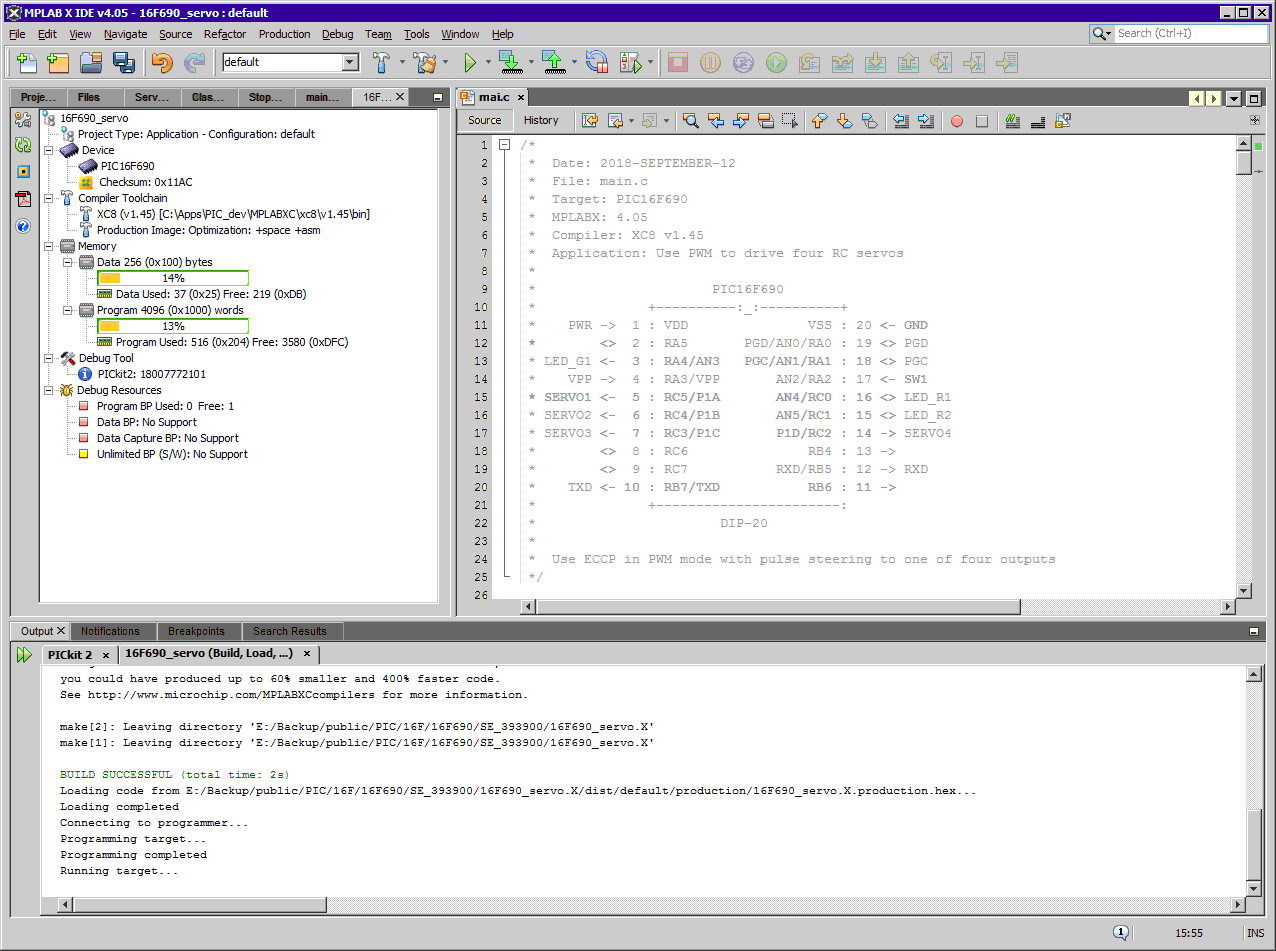 MPLAB X IDE v4.05 - 16F690_servo : default
File Edit View Navigate Source Refactor Production Debug Team Tools Window Help
Search (Ctrl+I)
default
Proje... Files Serv... Clas... Stop... main... 16F...
mai.c
Source History
16F690_servo
Project Type: Application - Configuration: default
Device
PIC16F690
Checksum: 0x11AC
Compiler Toolchain
XC8 (v1.45) [C:\Apps\PIC_dev\MPLABXC\xc8\v1.45\bin]
Production Image: Optimization: +space +asm
Memory
Data 256 (0x100) bytes
14%
Data Used: 37 (0x25) Free: 219 (0xDB)
Program 4096 (0x1000) words
13%
Program Used: 516 (0x204) Free: 3580 (0xDFC)
Debug Tool
PICkit2: 18007772101
Debug Resources
Program BP Used: 0 Free: 1
Data BP: No Support
Data Capture BP: No Support
Unlimited BP (S/W): No Support
1 /*
2 * Date: 2018-SEPTEMBER-12
3 * File: main.c
4 * Target: PIC16F690
5 * MPLABX: 4.05
6 * Compiler: XC8 v1.45
7 * Application: Use PWM to drive four RC servos
8 *
9 * PIC16F690
10 * +----------:_:----------+
11 * PWR -> 1 : VDD VSS : 20 <- GND
12 * <> 2 : RA5 PGD/AN0/RA0 : 19 <> PGD
13 * LED_G1 <- 3 : RA4/AN3 PGC/AN1/RA1 : 18 <> PGC
14 * VPP -> 4 : RA3/VPP AN2/RA2 : 17 <- SW1
15 * SERVO1 <- 5 : RC5/P1A AN4/RC0 : 16 <> LED_R1
16 * SERVO2 <- 6 : RC4/P1B AN5/RC1 : 15 <> LED_R2
17 * SERVO3 <- 7 : RC3/P1C P1D/RC2 : 14 -> SERVO4
18 * <> 8 : RC6 RB4 : 13 ->
19 * <> 9 : RC7 RXD/RB5 : 12 -> RXD
20 * TXD <- 10 : RB7/TXD RB6 : 11 ->
21 * +-----------------------:
22 * DIP-20
23 *
24 * Use ECCP in PWM mode with pulse steering to one of four outputs
25 */
26
Output Notifications Breakpoints Search Results
PICkit 2 16F690_servo (Build, Load, ...)
you could have produced up to 60% smaller and 400% faster code.
See http://www.microchip.com/MPLABXCcompilers for more information.
make[2]: Leaving directory 'E:/Backup/public/PIC/16F/16F690/SE_393900/16F690_servo.X'
make[1]: Leaving directory 'E:/Backup/public/PIC/16F/16F690/SE_393900/16F690_servo.X'
BUILD SUCCESSFUL (total time: 2s)
Loading code from E:/Backup/public/PIC/16F/16F690/SE_393900/16F690_servo.X/dist/default/production/16F690_servo.X.production.hex...
Loading completed
Connecting to programmer...
Programming target...
Programming completed
Running target...
1 15:55 INS